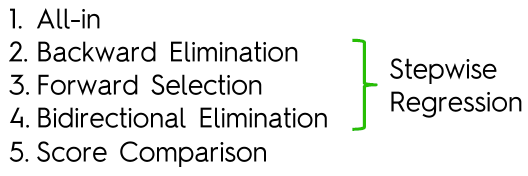 1. All-in
2. Backward Elimination
3. Forward Selection
4. Bidirectional Elimination
5. Score Comparison
Stepwise
Regression